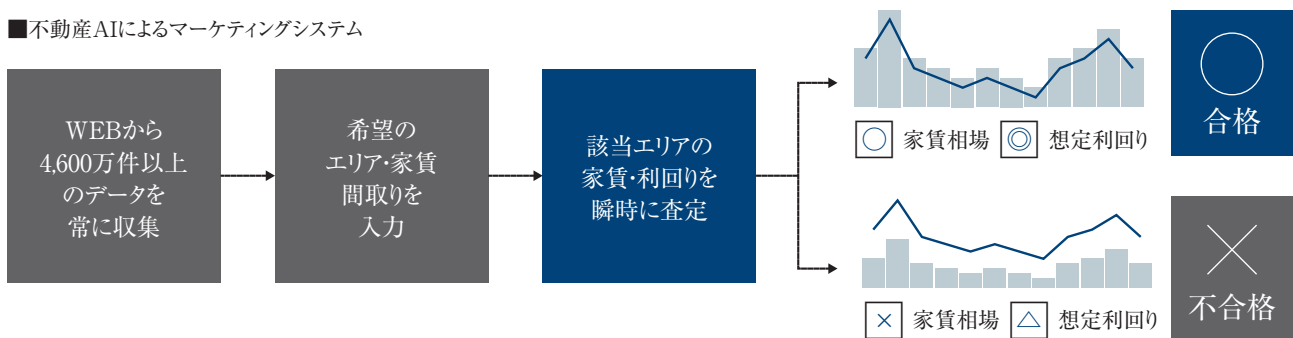 ■不動産AIによるマーケティングシステム
WEBから
4,600万件以上
のデータを
常に収集
希望の
エリア・家賃
間取りを
入力
該当エリアの
家賃・利回りを
瞬時に査定
○ 家賃相場 ◎ 想定利回り
合格
× 家賃相場 △ 想定利回り
不合格